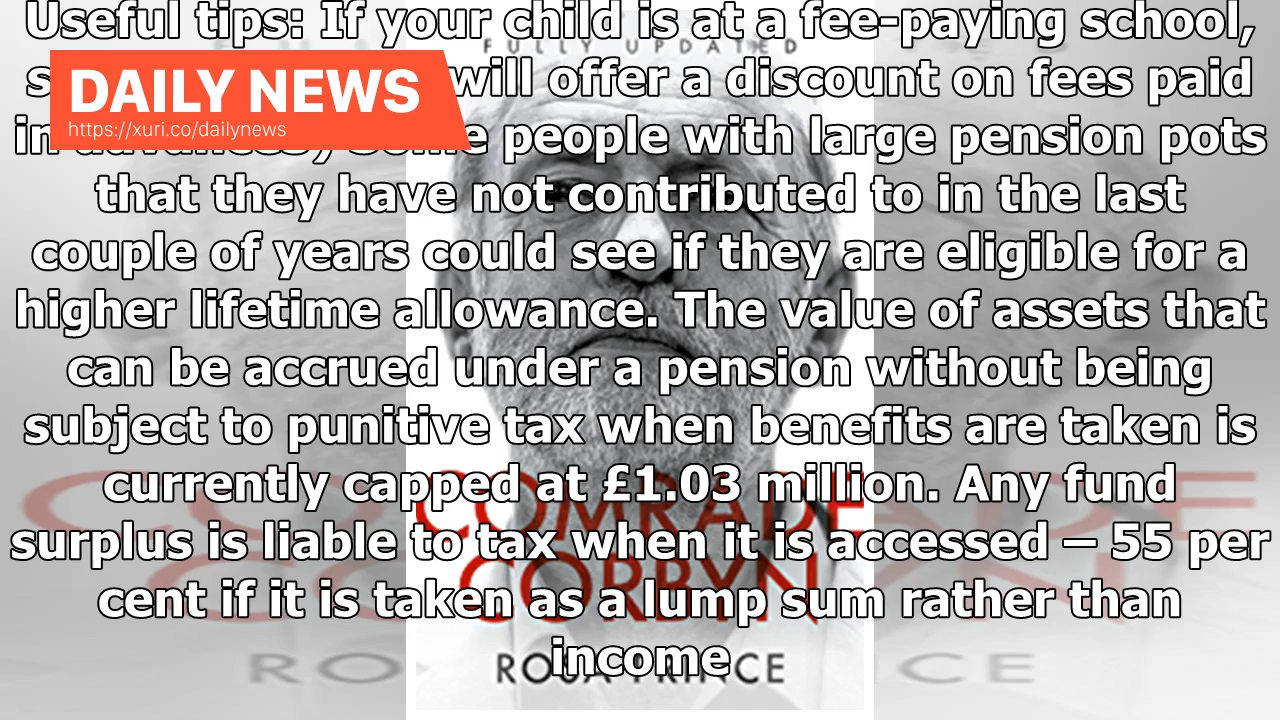 Useful tips: If your child is at a fee-paying school,
FULLY UPDATED
will offer a discount on fees paid
DAILY NEWS
https://xuri.co/dailynews
people with large pension pots
that they have not contributed to in the last
couple of years could see if they are eligible for a
higher lifetime allowance. The value of assets that
can be accrued under a pension without being
subject to punitive tax when benefits are taken is
currently capped at £1.03 million. Any fund
COMRADE
surplus is liable to tax when it is accessed – 55 per
CORBYN
cent if it is taken as a lump sum rather than
income
ROSA PRINCE